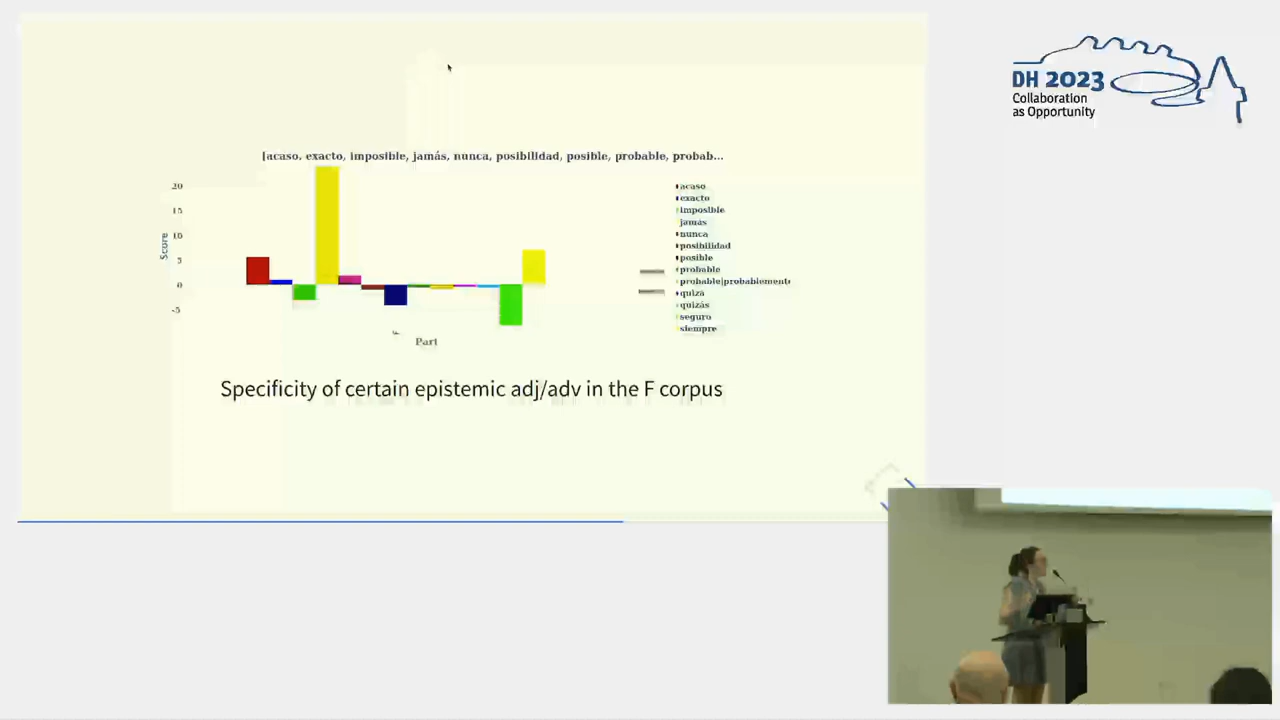 DH 2023
Collaboration
as Opportunity
[acaso, exacto, imposible, jamás, nunca, posibilidad, posible, probable, probab...
20
15
10
5
0
-5
Score
F
Part
acaso
exacto
imposible
jamás
nunca
posibilidad
posible
probable
probable|probablemente
quizá
quizás
seguro
siempre
Specificity of certain epistemic adj/adv in the F corpus